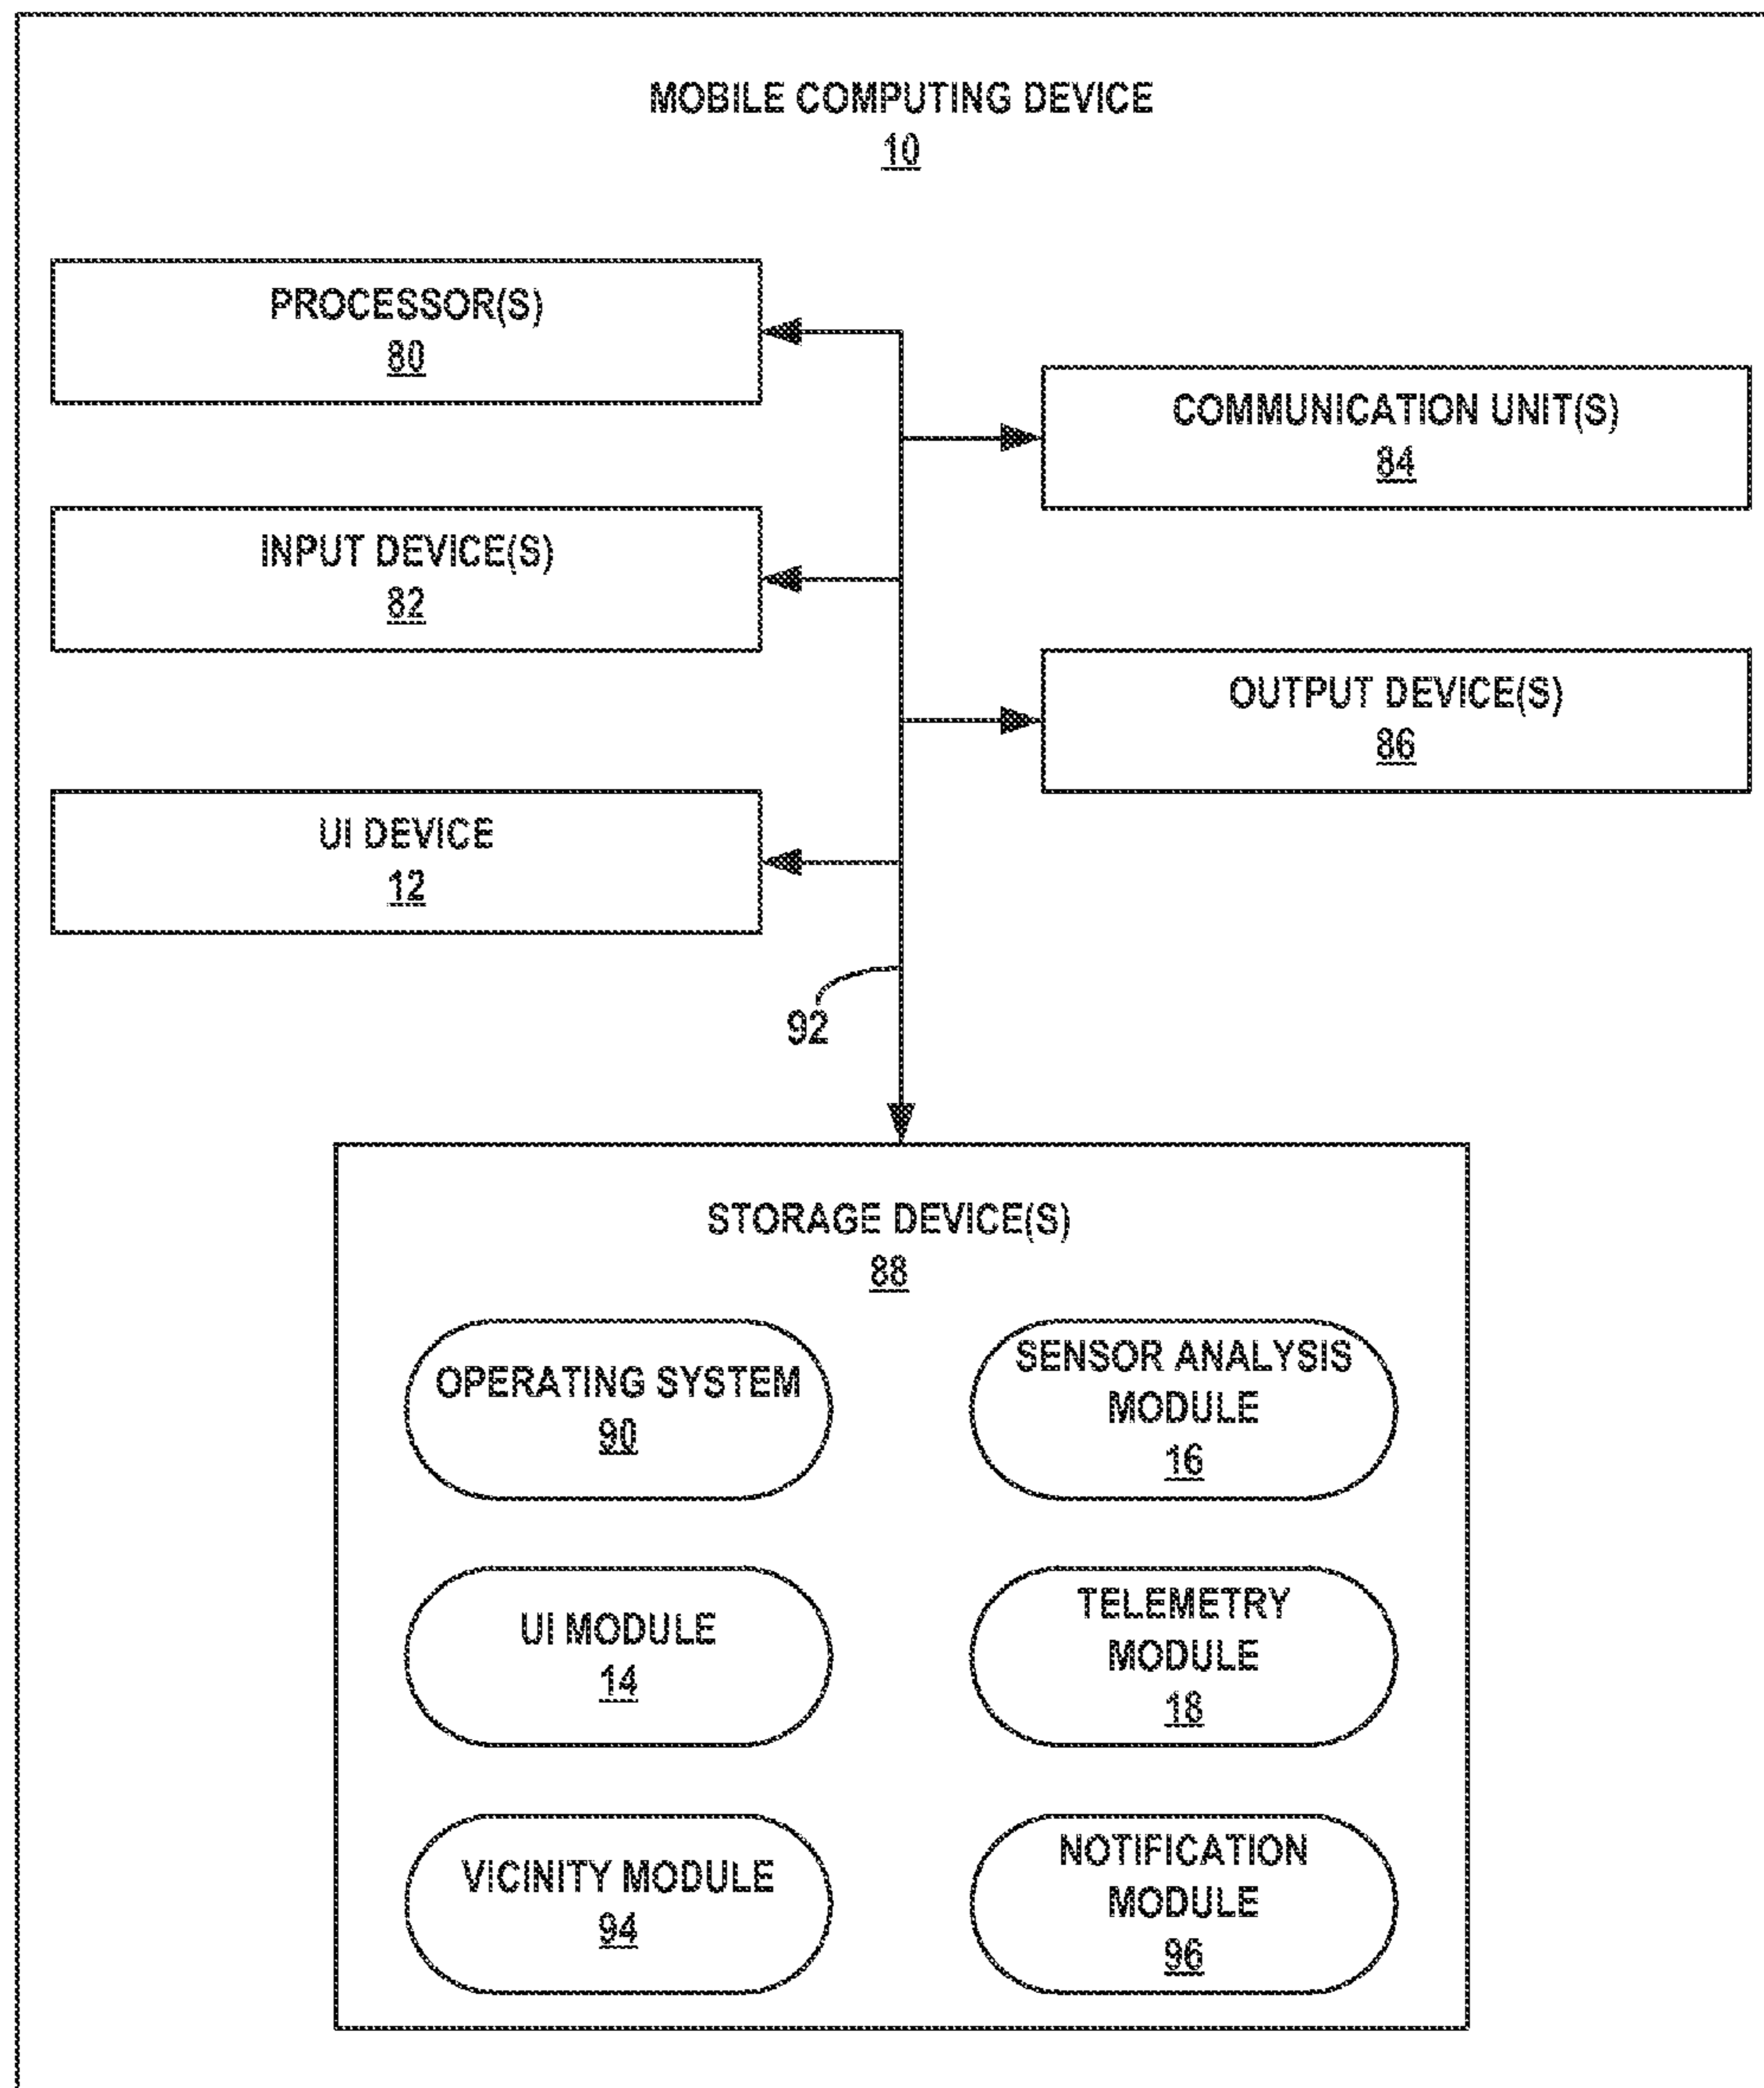 MOBILE COMPUTING DEVICE
10
PROCESSOR(S)
80
COMMUNICATION UNIT(S)
84
INPUT DEVICE(S)
82
OUTPUT DEVICE(S)
86
UI DEVICE
12
92
STORAGE DEVICE(S)
88
OPERATING SYSTEM
90
SENSOR ANALYSIS
MODULE
16
UI MODULE
14
TELEMETRY
MODULE
18
VICINITY MODULE
94
NOTIFICATION
MODULE
96